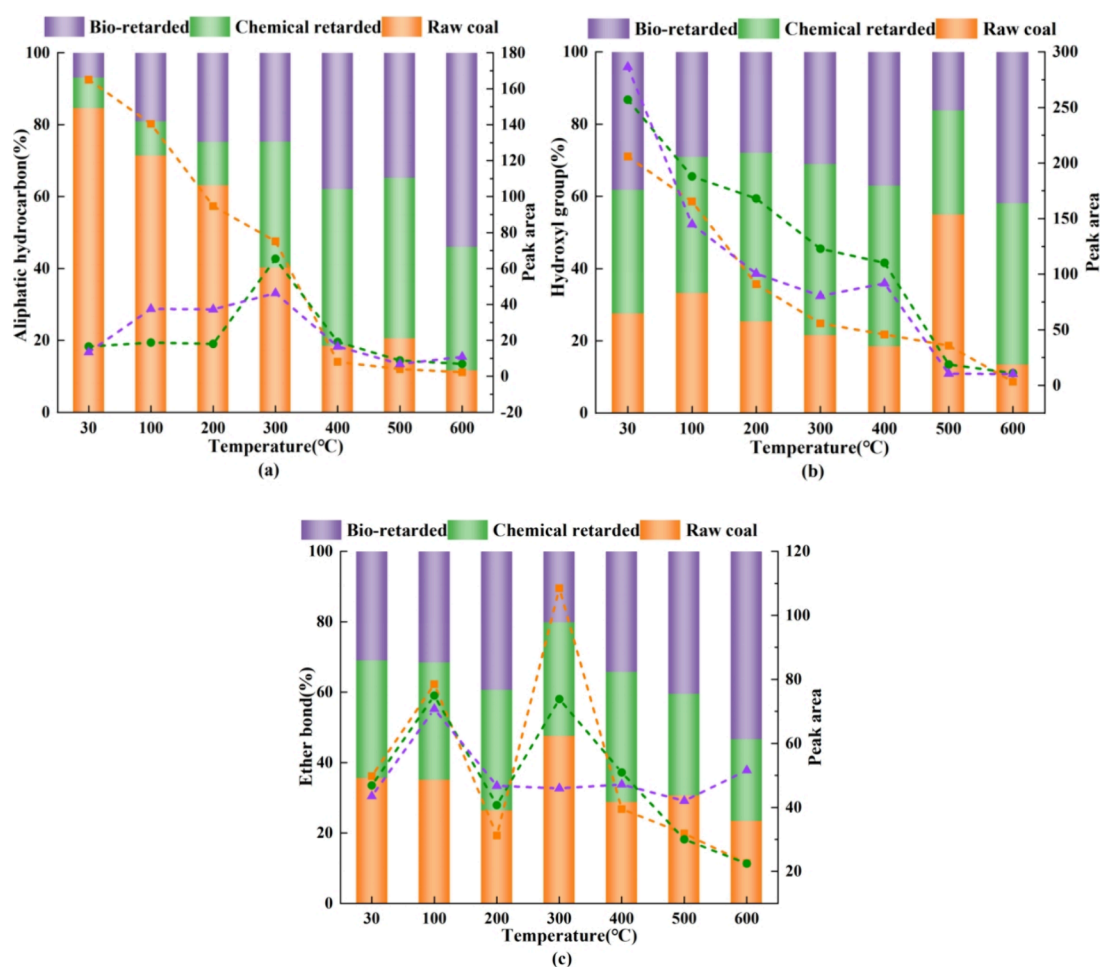 Bio-retarded Chemical retarded Raw coal
Aliphatic hydrocarbon(%)
100
80
60
40
20
0
180
160
140
120
100
80
60
40
20
0
-20
Peak area
30 100 200 300 400 500 600
Temperature(°C)
(a)
Bio-retarded Chemical retarded Raw coal
Hydroxyl group(%)
100
80
60
40
20
0
300
250
200
150
100
50
0
Peak area
30 100 200 300 400 500 600
Temperature(°C)
(b)
Bio-retarded Chemical retarded Raw coal
Ether bond(%)
100
80
60
40
20
0
120
100
80
60
40
20
Peak area
30 100 200 300 400 500 600
Temperature(°C)
(c)